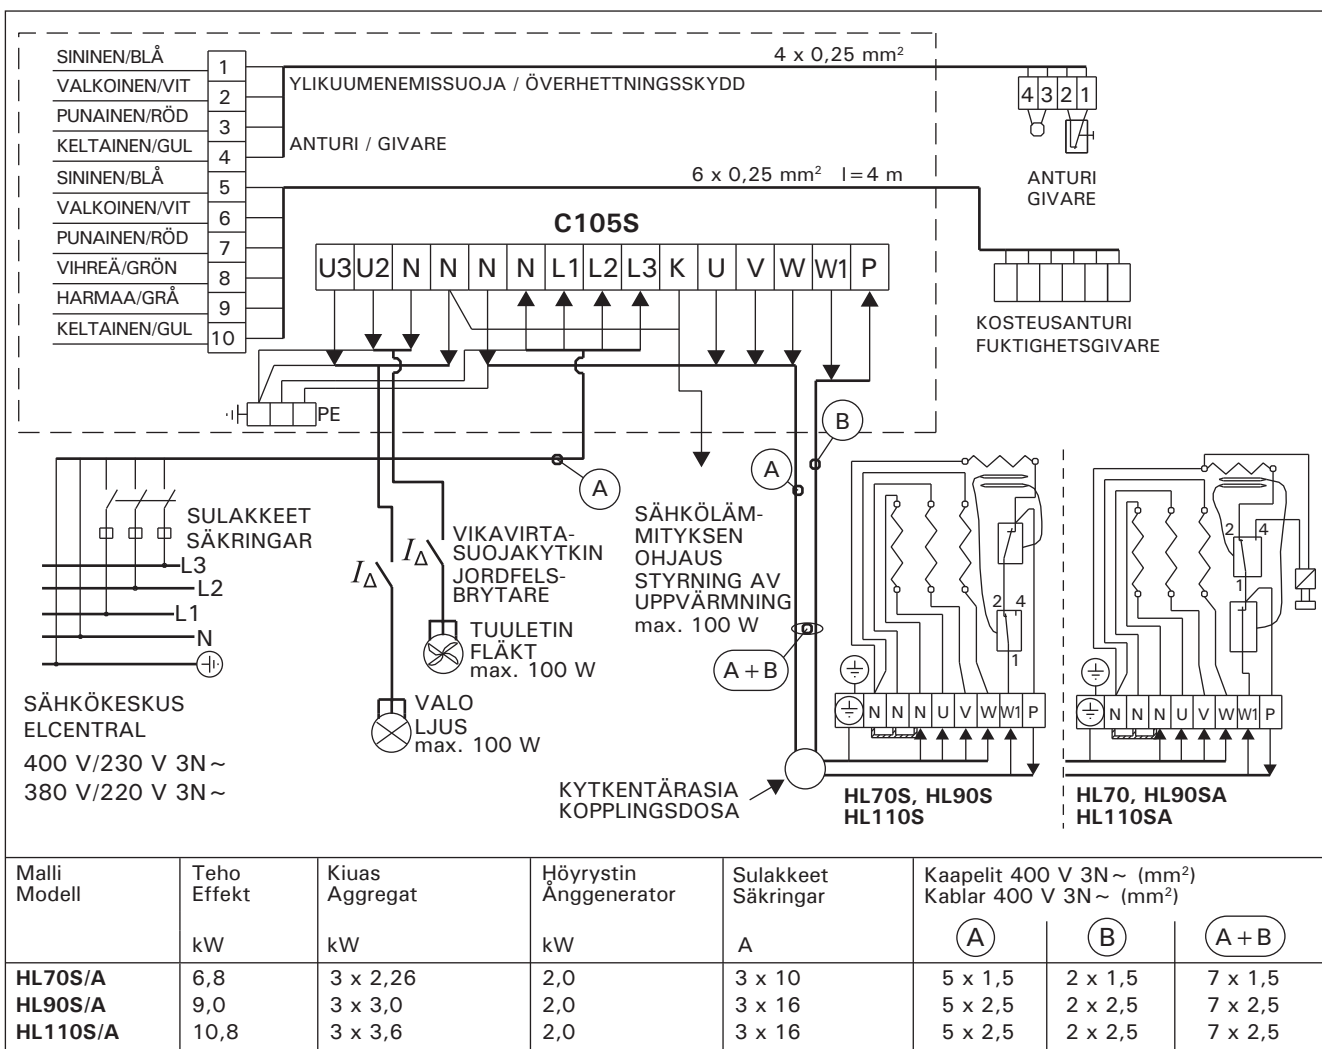 SININEN/BLÅ 1
VALKOINEN/VIT 2
PUNAINEN/RÖD 3
KELTAINEN/GUL 4
SININEN/BLÅ 5
VALKOINEN/VIT 6
PUNAINEN/RÖD 7
VIHREÄ/GRÖN 8
HARMAA/GRÅ 9
KELTAINEN/GUL 10
4 x 0,25 mm²
YLIKUUMENEMISSUOJA / ÖVERHETTNINGSSKYDD
ANTURI / GIVARE
4 3 2 1
ANTURI
GIVARE
6 x 0,25 mm² l=4 m
C105S
U3 U2 N N N N L1 L2 L3 K U V W W1 P
KOSTEUSANTURI
FUKTIGHETSGIVARE
PE
B
A
A
A+B
SULAKKEET
SÄKRINGAR
L3
L2
L1
N
SÄHKÖKESKUS
ELCENTRAL
400 V/230 V 3N~
380 V/220 V 3N~
IΔ
IΔ
VIKAVIRTA-
SUOJAKYTKIN
JORDFELS-
BRYTARE
TUULETIN
FLÄKT
max. 100 W
VALO
LJUS
max. 100 W
SÄHKÖLÄM-
MITYKSEN
OHJAUS
STYRNING AV
UPPVÄRMNING
max. 100 W
KYTKENTÄRASIA
KOPPLINGSDOSA
2 4
1
N N N U V W W1 P
HL70S, HL90S
HL110S
2 4
1
1
N N N U V W W1 P
HL70, HL90SA
HL110SA
Malli Teho Kiuas Höyrystin Sulakkeet Kaapelit 400 V 3N~ (mm²)
Modell Effekt Aggregat Ånggenerator Säkringar Kablar 400 V 3N~ (mm²)
kW kW kW A A B A+B
HL70S/A 6,8 3 x 2,26 2,0 3 x 10 5 x 1,5 2 x 1,5 7 x 1,5
HL90S/A 9,0 3 x 3,0 2,0 3 x 16 5 x 2,5 2 x 2,5 7 x 2,5
HL110S/A 10,8 3 x 3,6 2,0 3 x 16 5 x 2,5 2 x 2,5 7 x 2,5